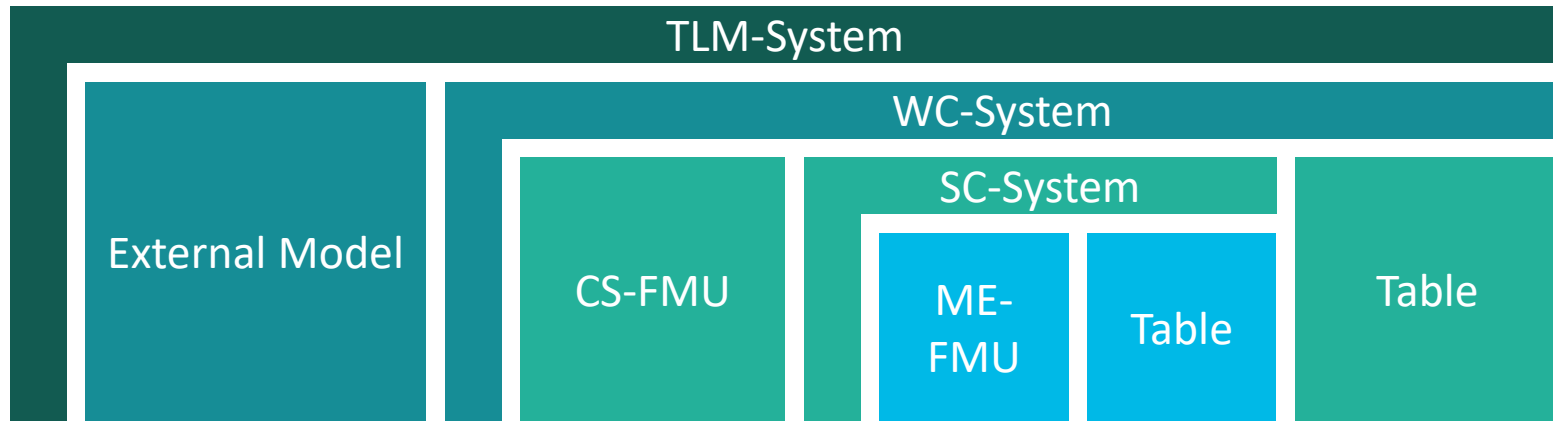 TLM-System
WC-System
SC-System
External Model
CS-FMU
ME-
FMU
Table
Table